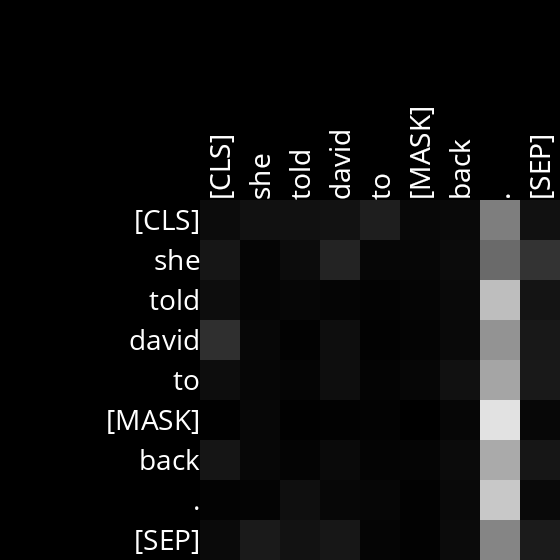 [CLS] she told david to [MASK] back . [SEP]
[CLS]
she
told
david
to
[MASK]
back
.
[SEP]